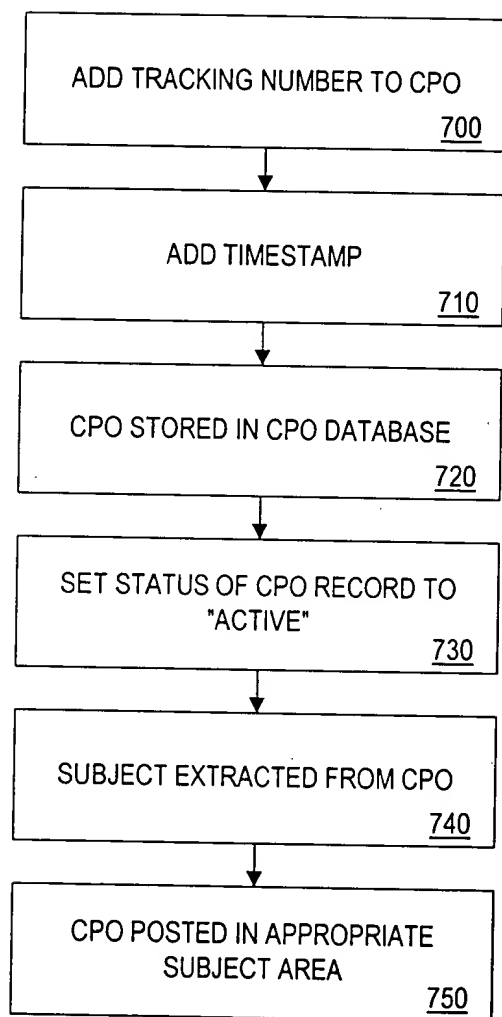 ADD TRACKING NUMBER TO CPO
700
ADD TIMESTAMP
710
CPO STORED IN CPO DATABASE
720
SET STATUS OF CPO RECORD TO
"ACTIVE"
730
SUBJECT EXTRACTED FROM CPO
740
CPO POSTED IN APPROPRIATE
SUBJECT AREA
750